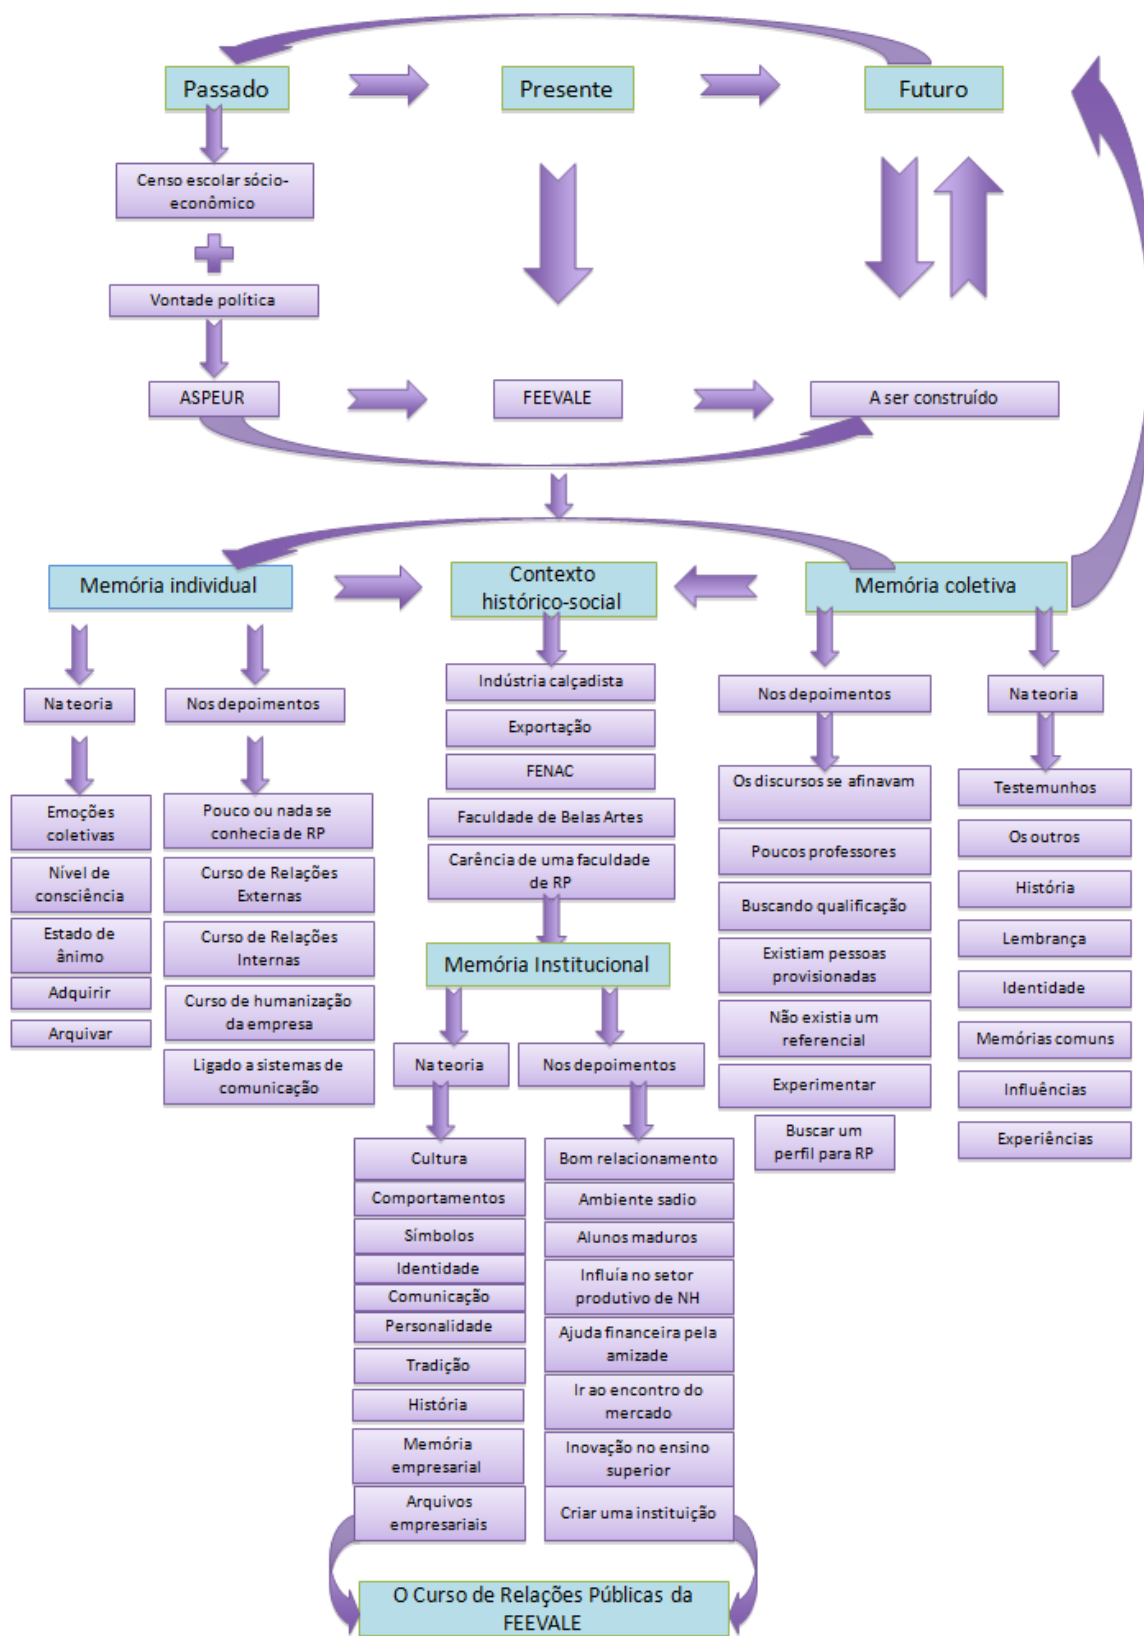 Passado
Presente
Futuro
Censo escolar sócio-
econômico
Vontade política
ASPEUR
FEEVALE
A ser construído
Memória individual
Contexto
histórico-social
Memória coletiva
Na teoria
Nos depoimentos
Emoções
coletivas
Nível de
consciência
Estado de
ânimo
Adquirir
Arquivar
Pouco ou nada se
conhecia de RP
Curso de Relações
Externas
Curso de Relações
Internas
Curso de humanização
da empresa
Ligado a sistemas de
comunicação
Indústria calçadista
Exportação
FENAC
Faculdade de Belas Artes
Carência de uma faculdade
de RP
Memória Institucional
Na teoria
Nos depoimentos
Cultura
Comportamentos
Símbolos
Identidade
Comunicação
Personalidade
Tradição
História
Memória
empresarial
Arquivos
empresariais
Bom relacionamento
Ambiente sadio
Alunos maduros
Influía no setor
produtivo de NH
Ajuda financeira pela
amizade
Ir ao encontro do
mercado
Inovação no ensino
superior
Criar uma instituição
Nos depoimentos
Na teoria
Os discursos se afinavam
Poucos professores
Buscando qualificação
Existiam pessoas
provisionadas
Não existia um
referencial
Experimentar
Buscar um
perfil para RP
Testemunhos
Os outros
História
Lembrança
Identidade
Memórias comuns
Influências
Experiências
O Curso de Relações Públicas da
FEEVALE